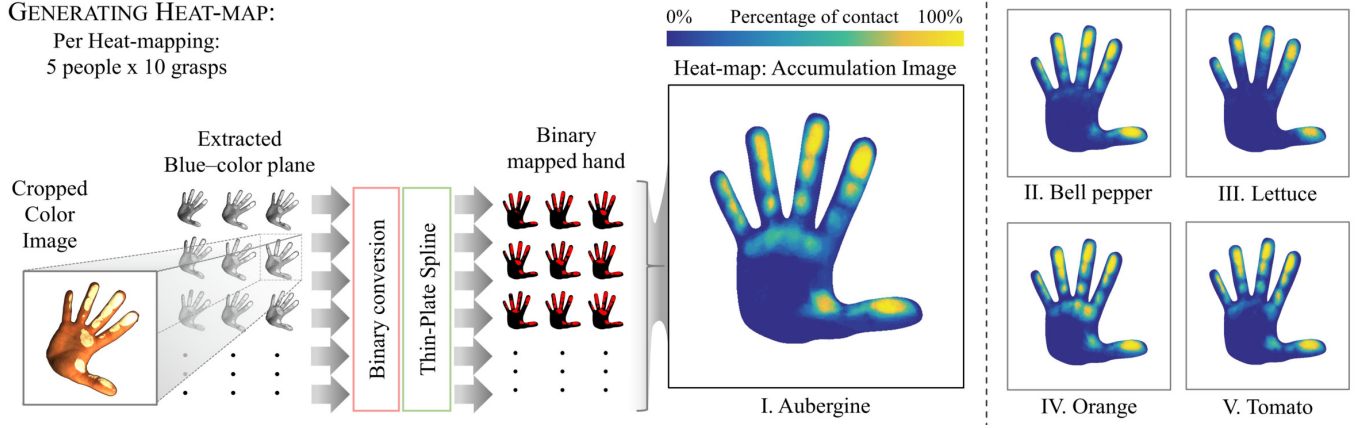 GENERATING HEAT-MAP:
Per Heat-mapping:
5 people x 10 grasps
Cropped
Color
Image
Extracted
Blue–color plane
Binary conversion
Thin-Plate Spline
Binary
mapped hand
0% Percentage of contact 100%
Heat-map: Accumulation Image
I. Aubergine
II. Bell pepper
III. Lettuce
IV. Orange
V. Tomato